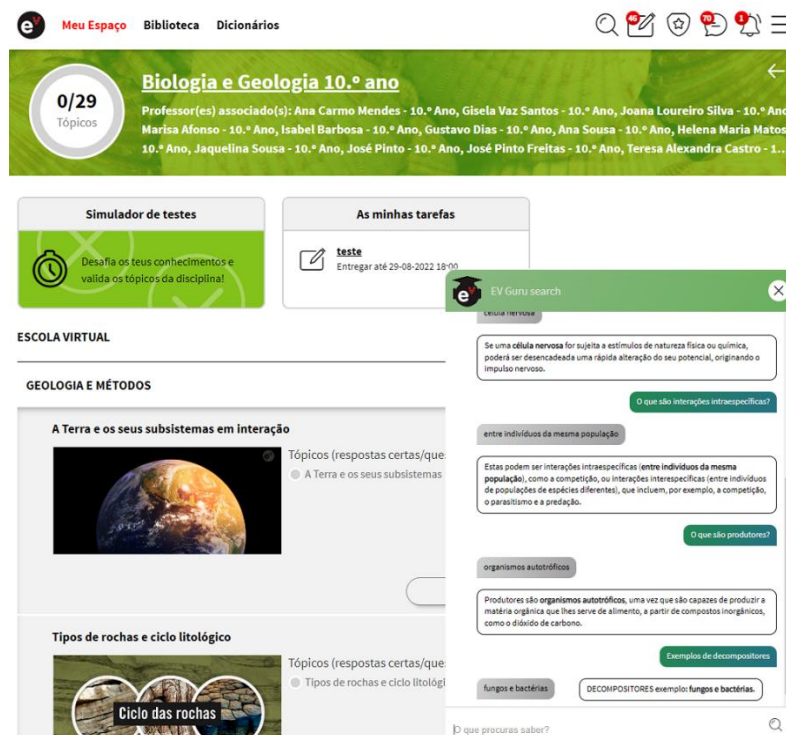 eV Meu Espaço Biblioteca Dicionários
46 70 1
0/29
Tópicos
Biologia e Geologia 10.º ano
Professor(es) associado(s): Ana Carmo Mendes - 10.º Ano, Gisela Vaz Santos - 10.º Ano, Joana Loureiro Silva - 10.º Ano
Marisa Afonso - 10.º Ano, Isabel Barbosa - 10.º Ano, Gustavo Dias - 10.º Ano, Ana Sousa - 10.º Ano, Helena Maria Matos
10.º Ano, Jaquelina Sousa - 10.º Ano, José Pinto - 10.º Ano, José Pinto Freitas - 10.º Ano, Teresa Alexandra Castro - 1...
Simulador de testes
Desafia os teus conhecimentos e
valida os tópicos da disciplina!
As minhas tarefas
teste
Entregar até 29-08-2022 18:00
ESCOLA VIRTUAL
GEOLOGIA E MÉTODOS
A Terra e os seus subsistemas em interação
Tópicos (respostas certas/que
A Terra e os seus subsistemas
Tipos de rochas e ciclo litológico
Ciclo das rochas
Tópicos (respostas certas/que
Tipos de rochas e ciclo litológi
eV EV Guru search
célula nervosa
Se uma célula nervosa for sujeita a estímulos de natureza física ou química,
poderá ser desencadeada uma rápida alteração do seu potencial, originando o
impulso nervoso.
O que são interações intraespecíficas?
entre indivíduos da mesma população
Estas podem ser interações intraespecíficas (entre indivíduos da mesma
população), como a competição, ou interações interespecíficas (entre indivíduos
de populações de espécies diferentes), que incluem, por exemplo, a competição,
o parasitismo e a predação.
O que são produtores?
organismos autotróficos
Produtores são organismos autotróficos, uma vez que são capazes de produzir a
matéria orgânica que lhes serve de alimento, a partir de compostos inorgânicos,
como o dióxido de carbono.
Exemplos de decompositores
fungos e bactérias
DECOMPOSITORES exemplo: fungos e bactérias.
O que procuras saber?